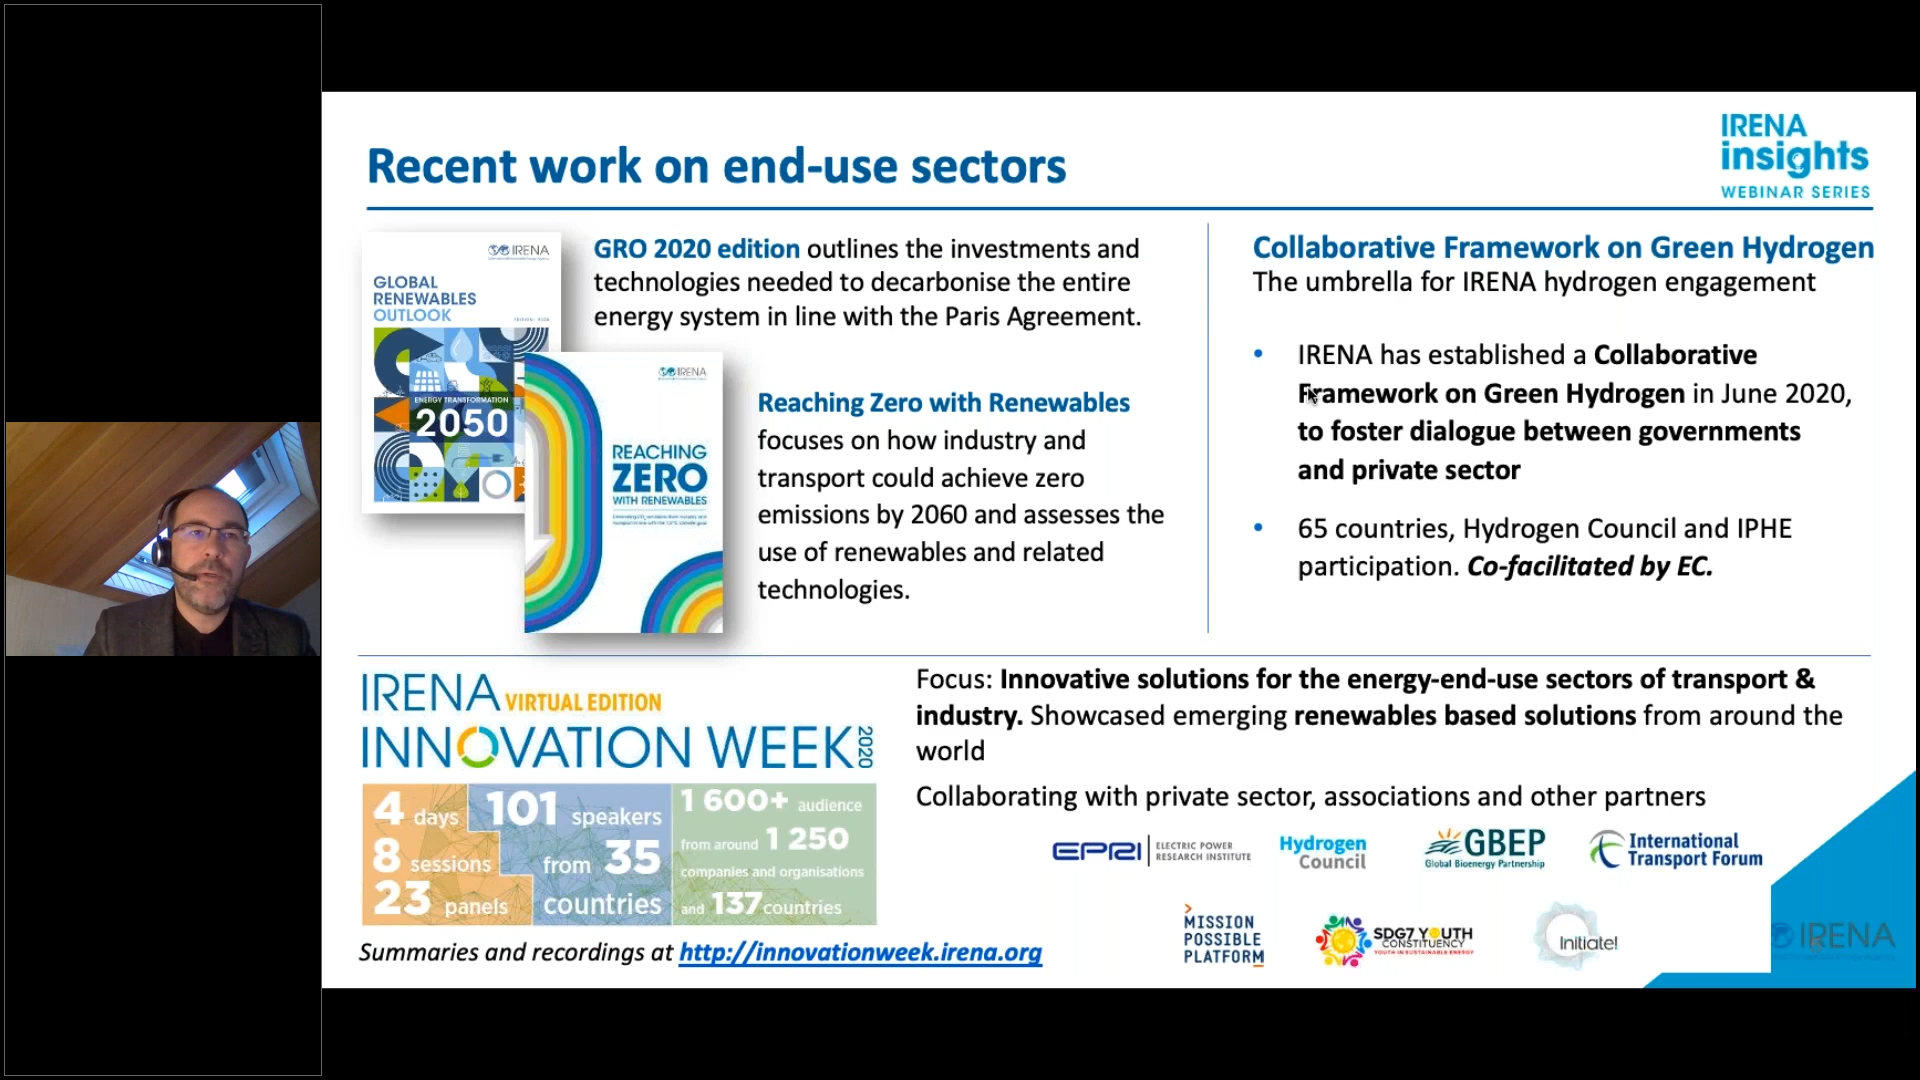 IRENA
insights
WEBINAR SERIES
Recent work on end-use sectors
IRENA
GLOBAL
RENEWABLES
OUTLOOK
ENERGY TRANSFORMATION
2050
IRENA
REACHING
ZERO
WITH RENEWABLES
GRO 2020 edition outlines the investments and
technologies needed to decarbonise the entire
energy system in line with the Paris Agreement.
Reaching Zero with Renewables
focuses on how industry and
transport could achieve zero
emissions by 2060 and assesses the
use of renewables and related
technologies.
Collaborative Framework on Green Hydrogen
The umbrella for IRENA hydrogen engagement
• IRENA has established a Collaborative
Framework on Green Hydrogen in June 2020,
to foster dialogue between governments
and private sector
• 65 countries, Hydrogen Council and IPHE
participation. Co-facilitated by EC.
IRENA VIRTUAL EDITION
INNOVATION WEEK 2020
4 days
8 sessions
23 panels
101 speakers
from 35
countries
1 600+ audience
from around 1 250
companies and organisations
and 137 countries
Summaries and recordings at http://innovationweek.irena.org
Focus: Innovative solutions for the energy-end-use sectors of transport &
industry. Showcased emerging renewables based solutions from around the
world
Collaborating with private sector, associations and other partners
EPRI ELECTRIC POWER
RESEARCH INSTITUTE
Hydrogen
Council
GBEP
Global Bioenergy Partnership
International
Transport Forum
MISSION
POSSIBLE
PLATFORM
SDG7 YOUTH
CONSTITUENCY
YOUTH IN SUSTAINABLE ENERGY
Initiate!
IRENA